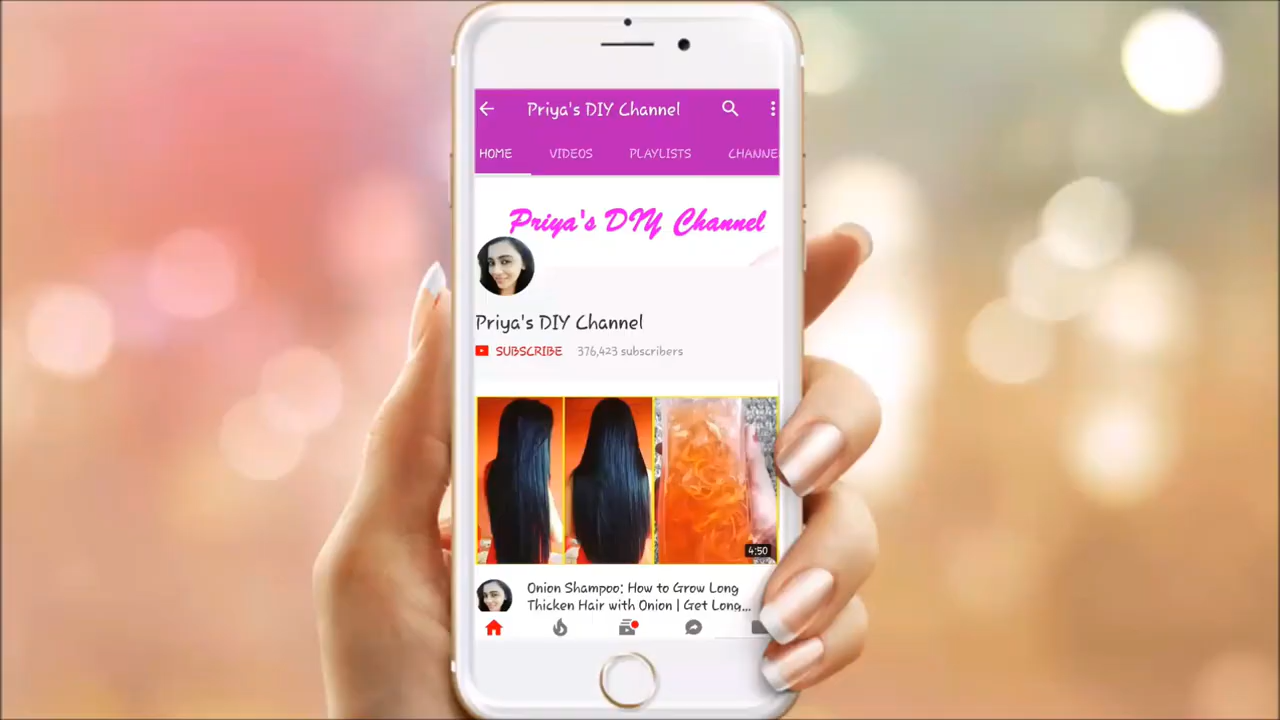 Priya's DIY Channel
HOME VIDEOS PLAYLISTS CHANNE
Priya's DIY Channel
Priya's DIY Channel
SUBSCRIBE 376,423 subscribers
4:50
Onion Shampoo: How to Grow Long
Thicken Hair with Onion | Get Long...